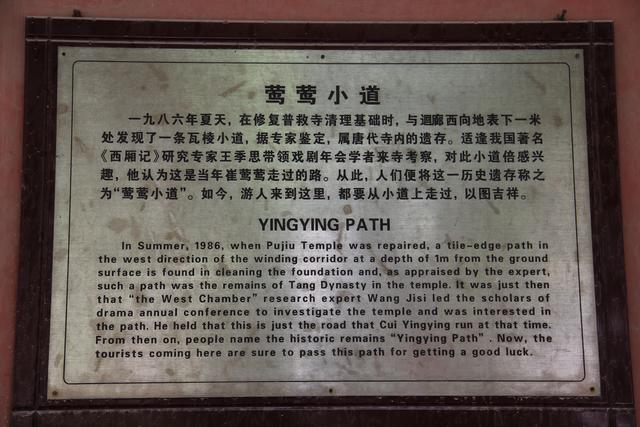 莺莺小道
一九八六年夏天，在修复普救寺清理基础时，与迴廊西向地表下一米
处发现了一条瓦棱小道，据专家鉴定，属唐代寺内的遗存。适逢我国著名
《西厢记》研究专家王季思带领戏剧年会学者来寺考察，对此小道倍感兴
趣，他认为这是当年崔莺莺走过的路。从此，人们便将这一历史遗存称之
为“莺莺小道”。如今，游人来到这里，都要从小道上走过，以图吉祥。
YINGYING PATH
In Summer, 1986, when Pujiu Temple was repaired, a tile-edge path in
the west direction of the winding corridor at a depth of 1m from the ground
surface is found in cleaning the foundation and, as appraised by the expert,
such a path was the remains of Tang Dynasty in the temple. It was just then
that “the West Chamber” research expert Wang Jisi led the scholars of
drama annual conference to investigate the temple and was interested in
the path. He held that this is just the road that Cui Yingying run at that time.
From then on, people name the historic remains “Yingying Path” . Now, the
tourists coming here are sure to pass this path for getting a good luck.